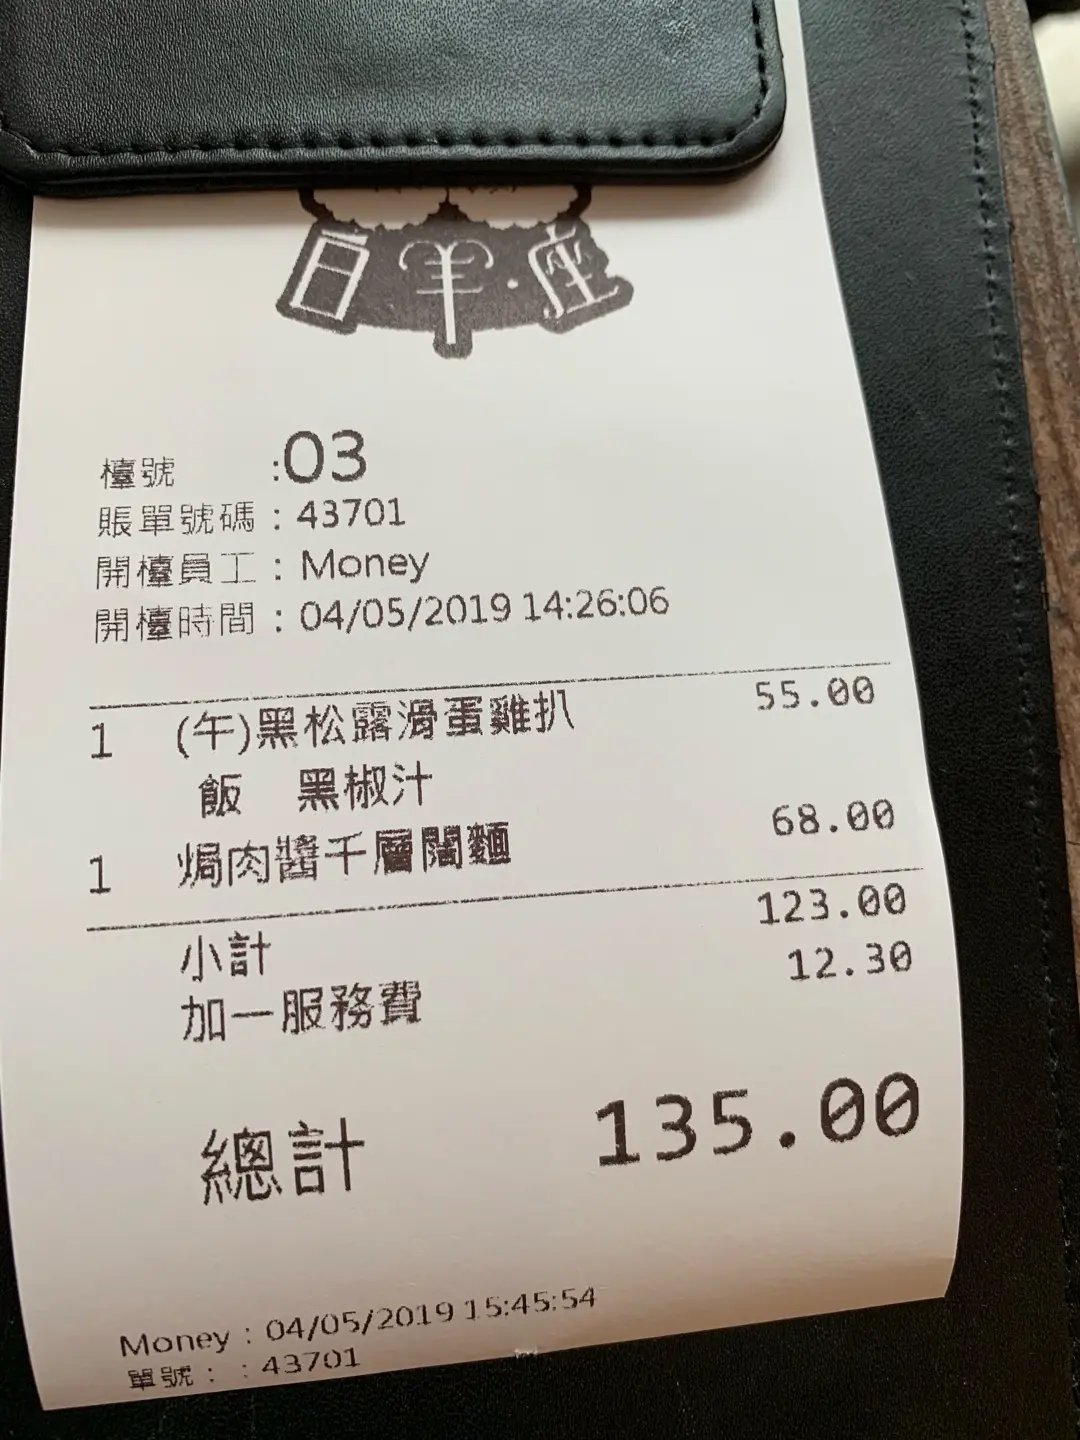 白羊·座
檯號 :03
賬單號碼 : 43701
開檯員工 : Money
開檯時間 : 04/05/2019 14:26:06
1 (午)黑松露滑蛋雞扒 55.00
飯 黑椒汁
1 焗肉醬千層闊麵 68.00
小計 123.00
加一服務費 12.30
總計 135.00
Money : 04/05/2019 15:45:54
單號 : : 43701